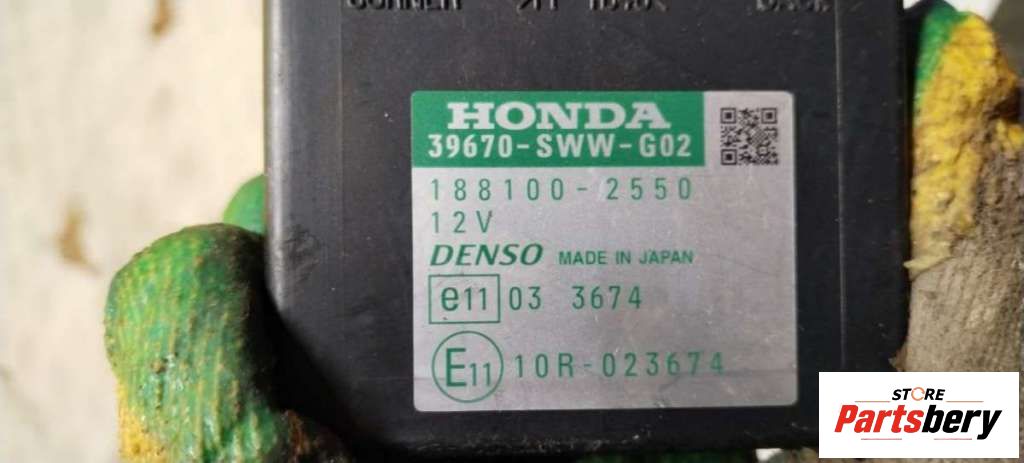 HONDA
39670-SWW-G02
188100-2550
12V
DENSO MADE IN JAPAN
e11 03 3674
E11 10R-023674
STORE
Partsbery